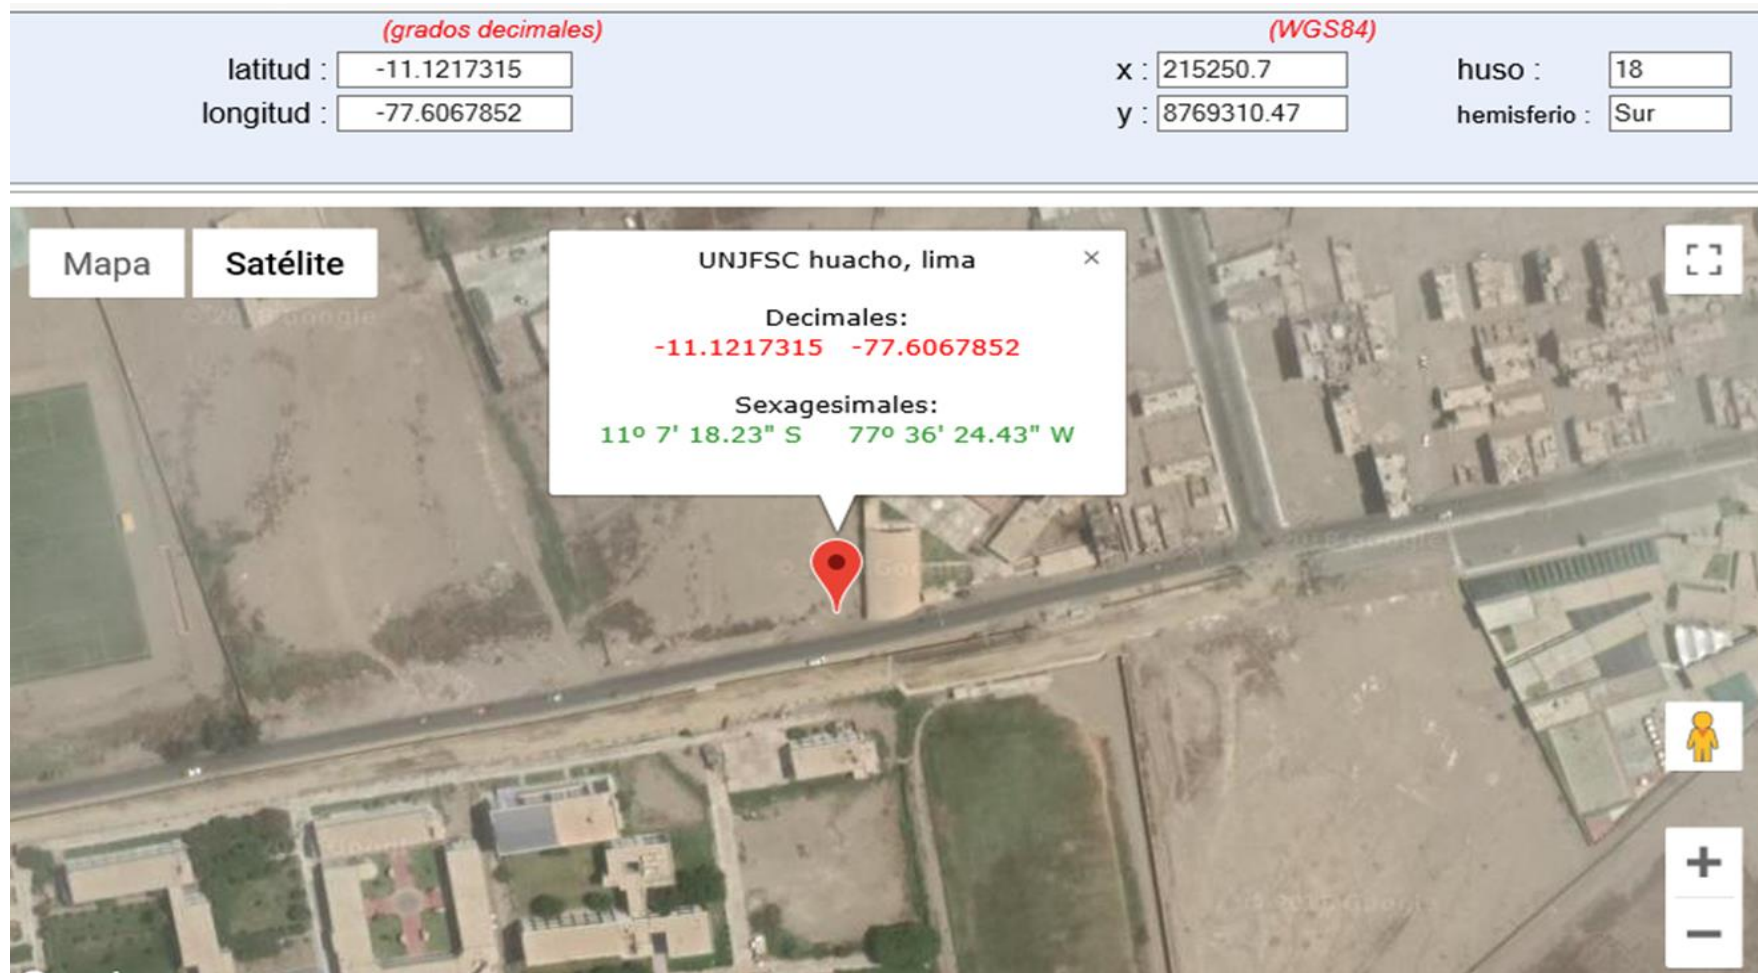 (grados decimales) (WGS84)
latitud : -11.1217315 x : 215250.7 huso : 18
longitud : -77.6067852 y : 8769310.47 hemisferio : Sur
Mapa Satélite
UNJFSC huacho, lima ×
Decimales:
-11.1217315 -77.6067852
Sexagesimales:
11º 7' 18.23" S 77º 36' 24.43" W
+
−